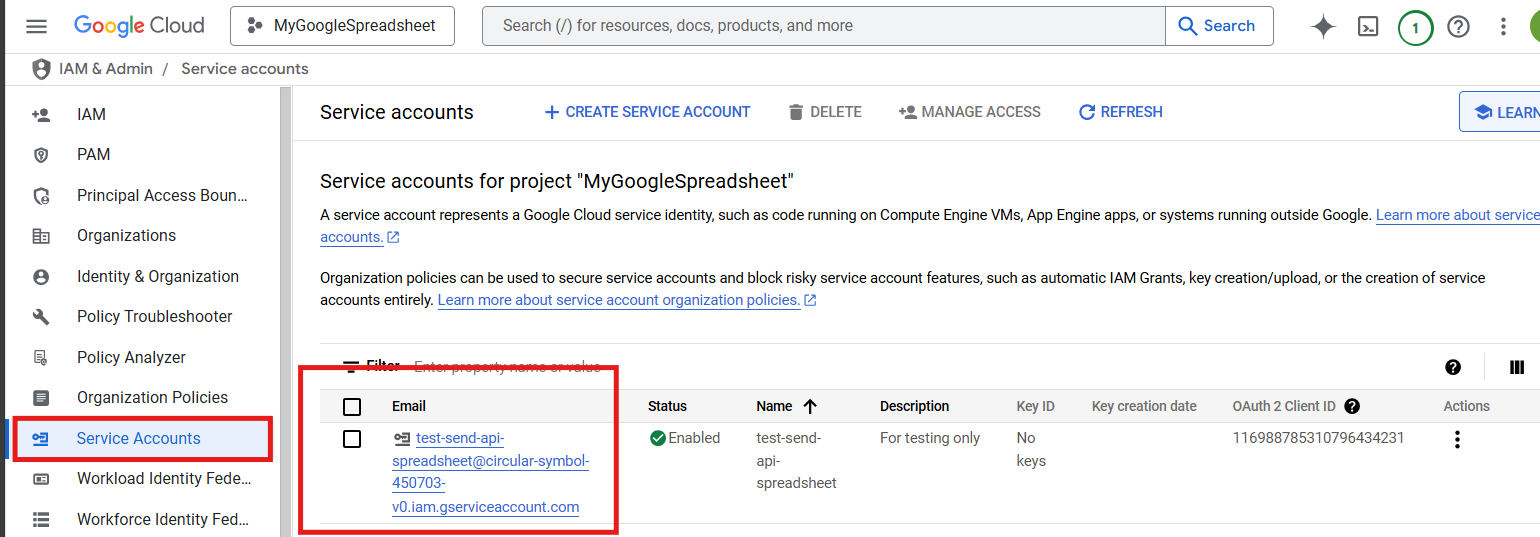 Google Cloud
MyGoogleSpreadsheet
Search (/) for resources, docs, products, and more
Search
1
IAM & Admin / Service accounts
IAM
PAM
Principal Access Boun...
Organizations
Identity & Organization
Policy Troubleshooter
Policy Analyzer
Organization Policies
Service Accounts
Workload Identity Fede...
Workforce Identity Fed...
Service accounts
CREATE SERVICE ACCOUNT
DELETE
MANAGE ACCESS
REFRESH
LEARN
Service accounts for project "MyGoogleSpreadsheet"
A service account represents a Google Cloud service identity, such as code running on Compute Engine VMs, App Engine apps, or systems running outside Google. Learn more about service
accounts.
Organization policies can be used to secure service accounts and block risky service account features, such as automatic IAM Grants, key creation/upload, or the creation of service
accounts entirely. Learn more about service account organization policies.
Filter Enter property name or value
Email Status Name Description Key ID Key creation date OAuth 2 Client ID Actions
test-send-api- Enabled test-send- For testing only No 116988785310796434231
spreadsheet@circular-symbol- api- keys
450703- spreadsheet
v0.iam.gserviceaccount.com